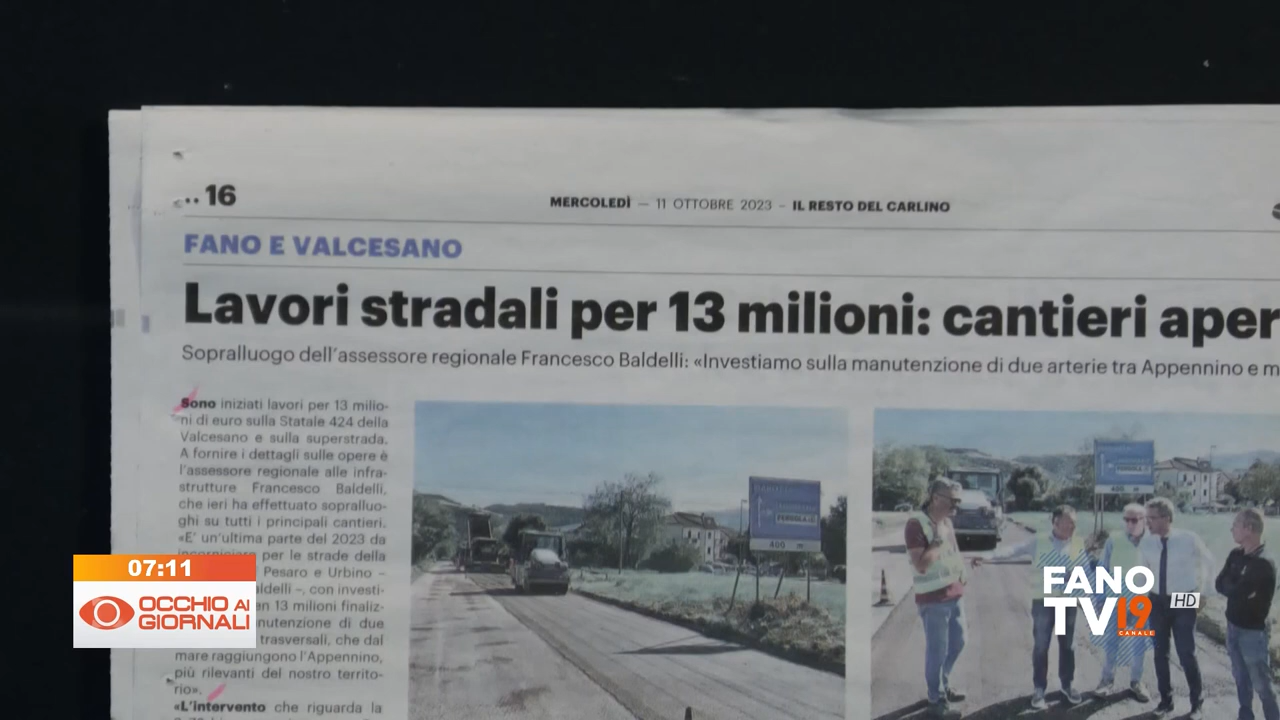 .. 16
MERCOLEDÌ — 11 OTTOBRE 2023 – IL RESTO DEL CARLINO
FANO E VALCESANO
Lavori stradali per 13 milioni: cantieri aper
Sopralluogo dell'assessore regionale Francesco Baldelli: «Investiamo sulla manutenzione di due arterie tra Appennino e m
Sono iniziati lavori per 13 milio-
ni di euro sulla Statale 424 della
Valcesano e sulla superstrada.
A fornire i dettagli sulle opere è
l'assessore regionale alle infra-
strutture Francesco Baldelli,
che ieri ha effettuato sopralluo-
ghi su tutti i principali cantieri.
«E' un'ultima parte del 2023 da
incorniciare per le strade della
Pesaro e Urbino –
aldelli –, con investi-
en 13 milioni finaliz-
nutenzione di due
trasversali, che dal
mare raggiungono l'Appennino,
più rilevanti del nostro territo-
rio».
«L'intervento che riguarda la
PERGOLA
400
400
07:11
OCCHIO AI
GIORNALI
FANO
TV19
CANALE
HD